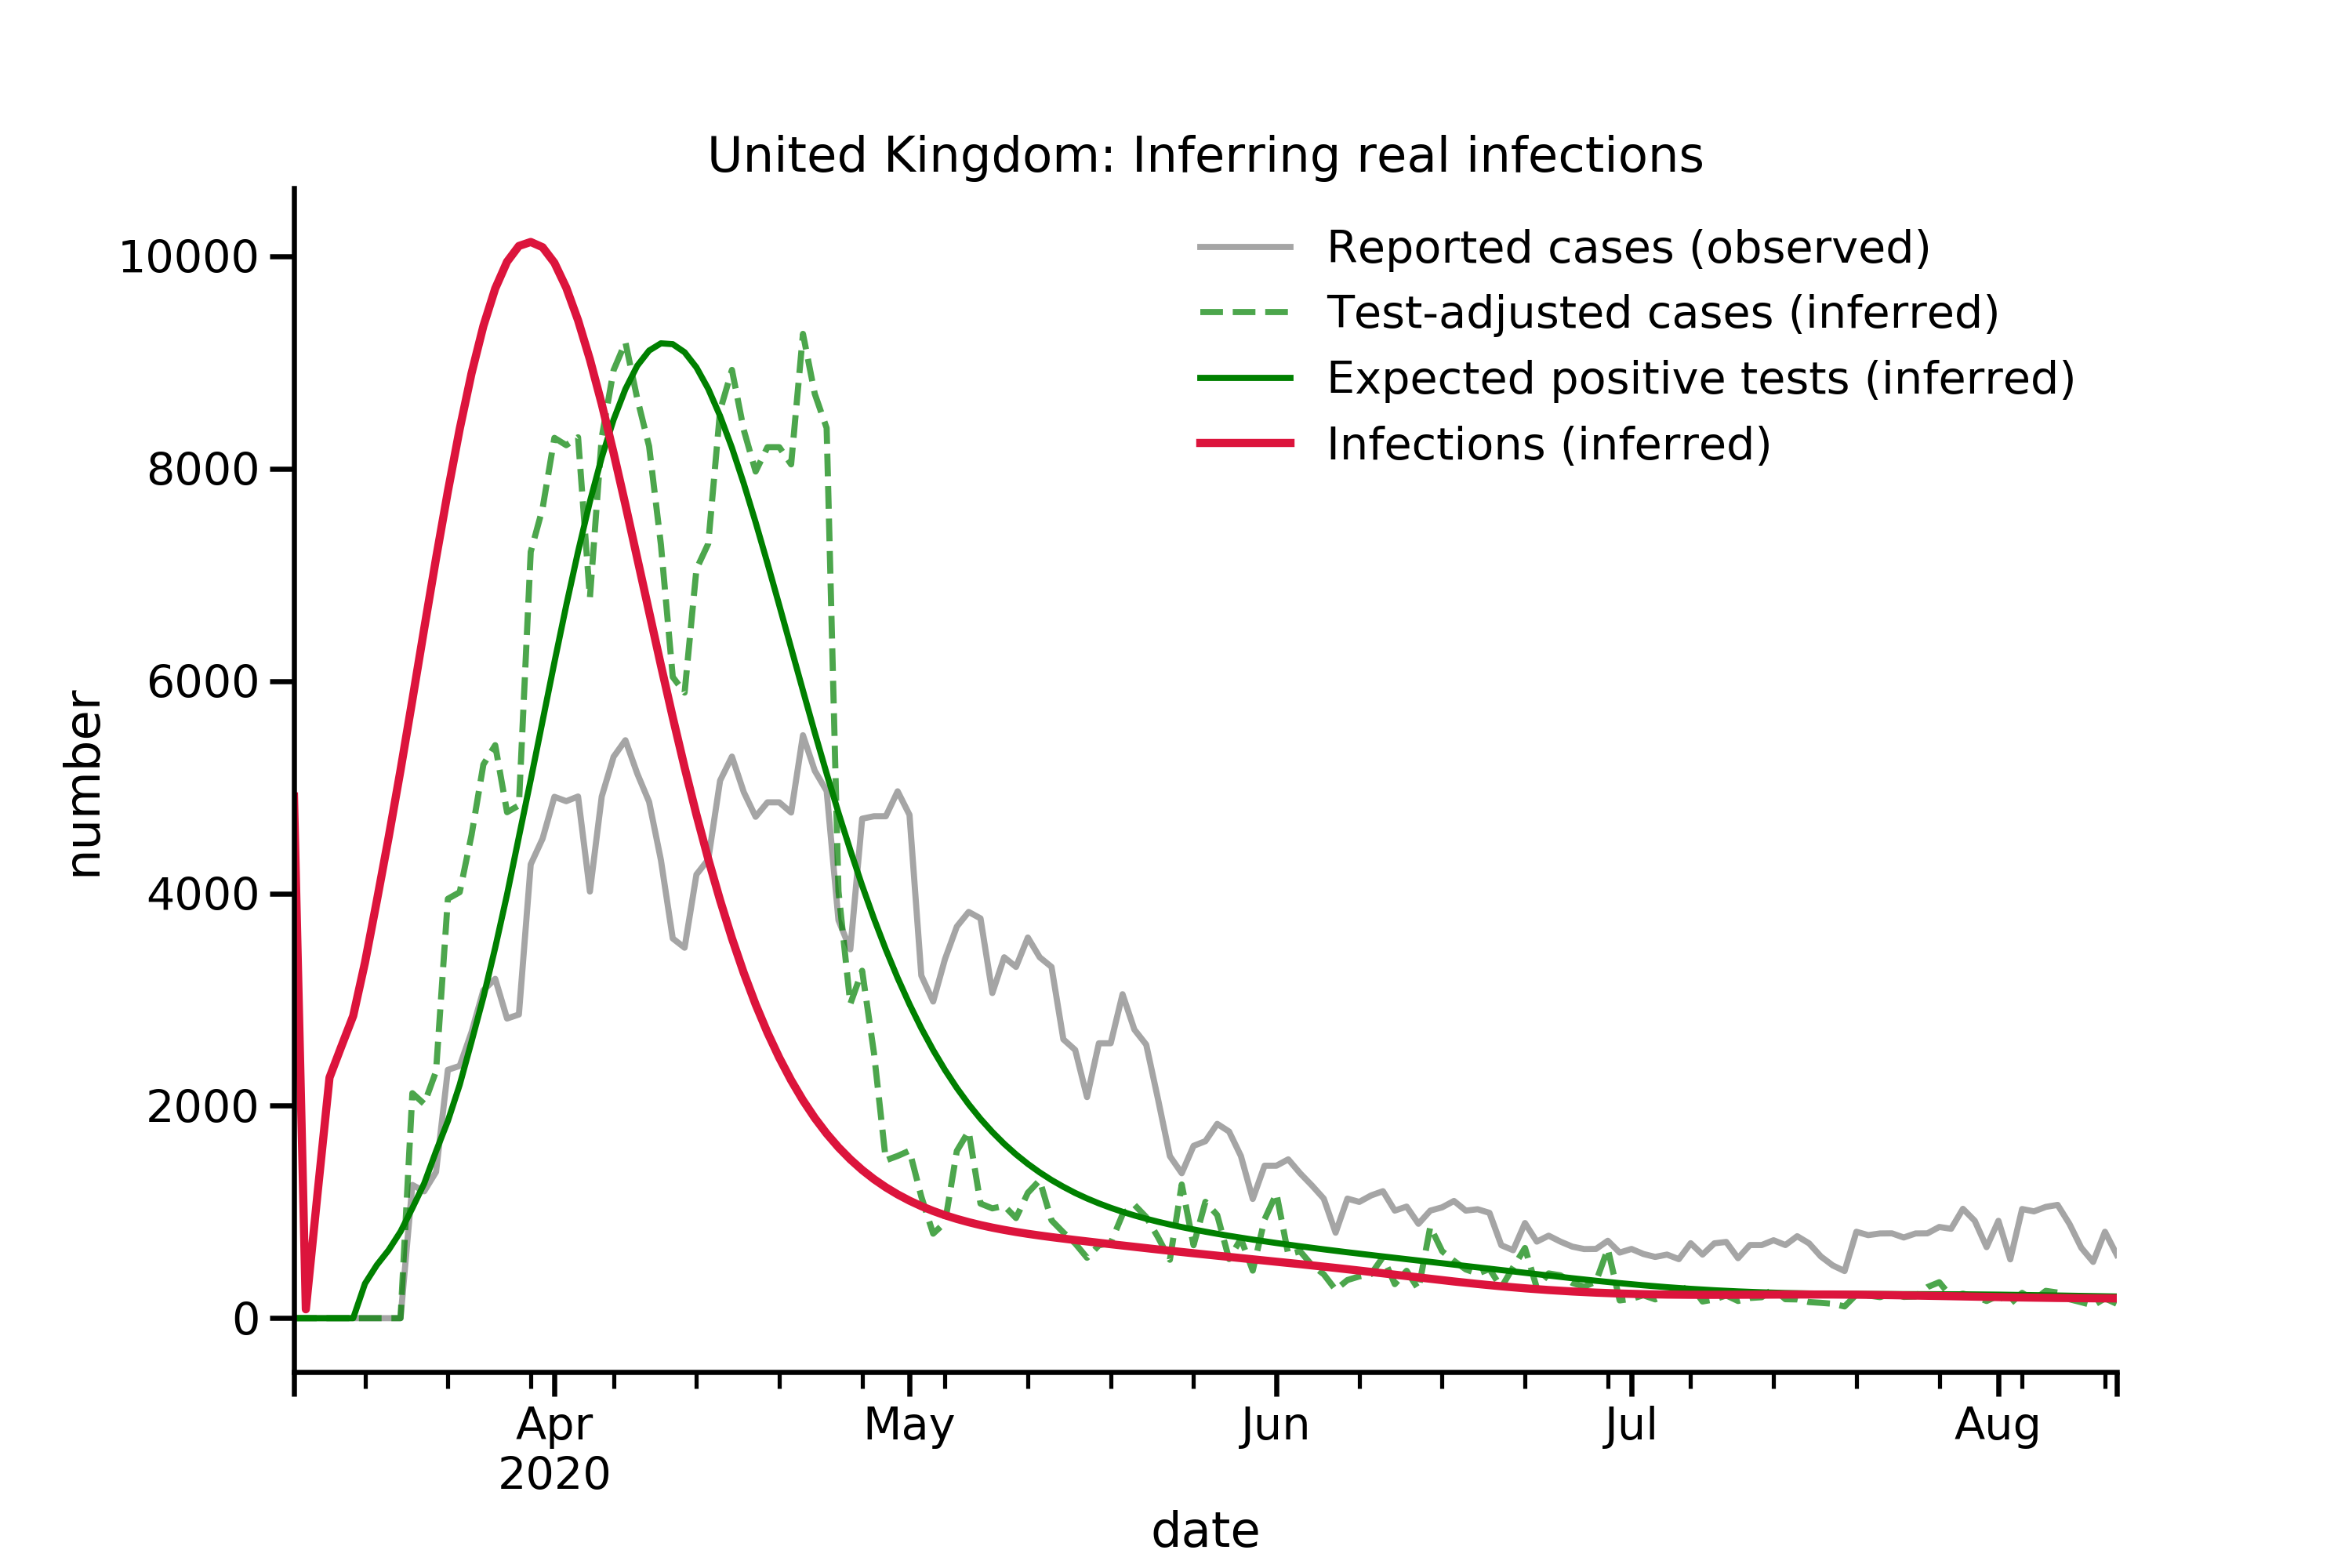 United Kingdom: Inferring real infections
Reported cases (observed)
Test-adjusted cases (inferred)
Expected positive tests (inferred)
Infections (inferred)
10000
8000
6000
4000
2000
0
number
Apr
2020
May
Jun
Jul
Aug
date